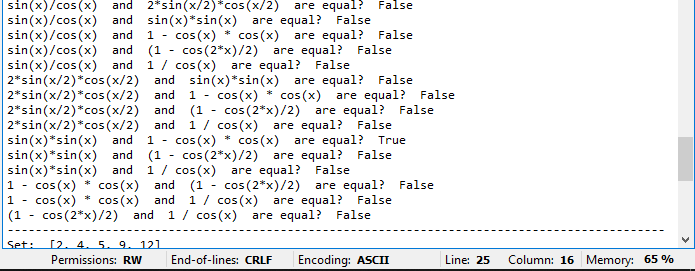 sin(x)/cos(x)  and  2*sin(x/2)*cos(x/2)  are equal?  False
sin(x)/cos(x)  and  sin(x)*sin(x)  are equal?  False
sin(x)/cos(x)  and  1 - cos(x) * cos(x)  are equal?  False
sin(x)/cos(x)  and  (1 - cos(2*x)/2)  are equal?  False
sin(x)/cos(x)  and  1 / cos(x)  are equal?  False
2*sin(x/2)*cos(x/2)  and  sin(x)*sin(x)  are equal?  False
2*sin(x/2)*cos(x/2)  and  1 - cos(x) * cos(x)  are equal?  False
2*sin(x/2)*cos(x/2)  and  (1 - cos(2*x)/2)  are equal?  False
2*sin(x/2)*cos(x/2)  and  1 / cos(x)  are equal?  False
sin(x)*sin(x)  and  1 - cos(x) * cos(x)  are equal?  True
sin(x)*sin(x)  and  (1 - cos(2*x)/2)  are equal?  False
sin(x)*sin(x)  and  1 / cos(x)  are equal?  False
1 - cos(x) * cos(x)  and  (1 - cos(2*x)/2)  are equal?  False
1 - cos(x) * cos(x)  and  1 / cos(x)  are equal?  False
(1 - cos(2*x)/2)  and  1 / cos(x)  are equal?  False
---------------------------------------------------------------------------------------
Set:  [2, 4, 5, 9, 12]
Permissions: RW End-of-lines: CRLF Encoding: ASCII Line: 25 Column: 16 Memory: 65 %